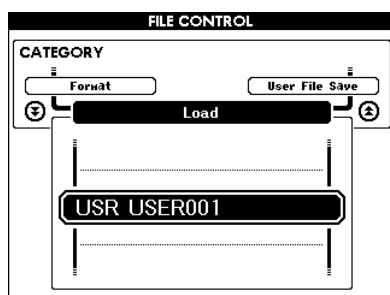 FILE CONTROL
CATEGORY
Format
User File Save
Load
USR USER001